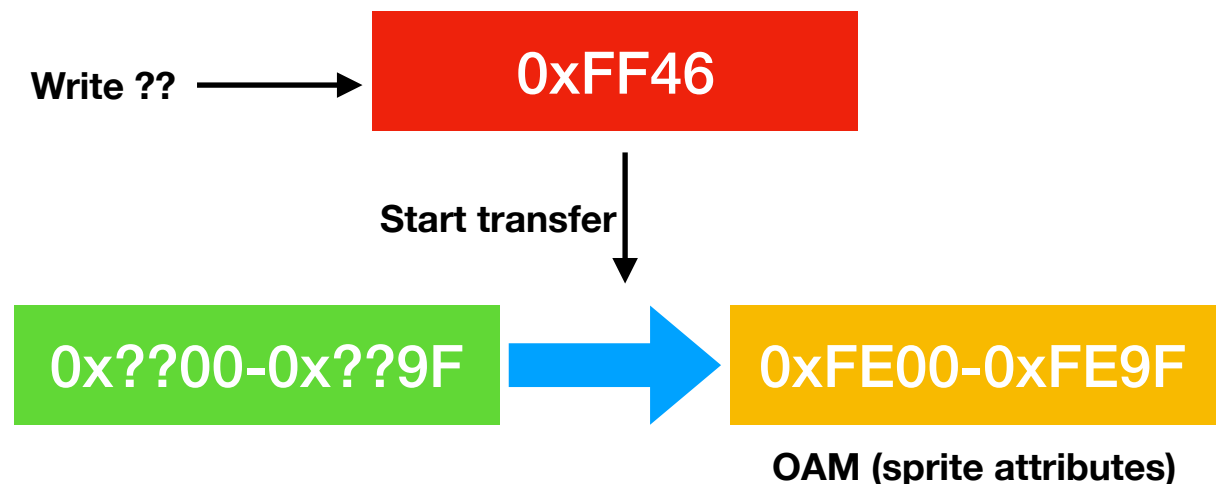 0xFF46
Write ??
Start transfer
0x??00-0x??9F
0xFE00-0xFE9F
OAM (sprite attributes)